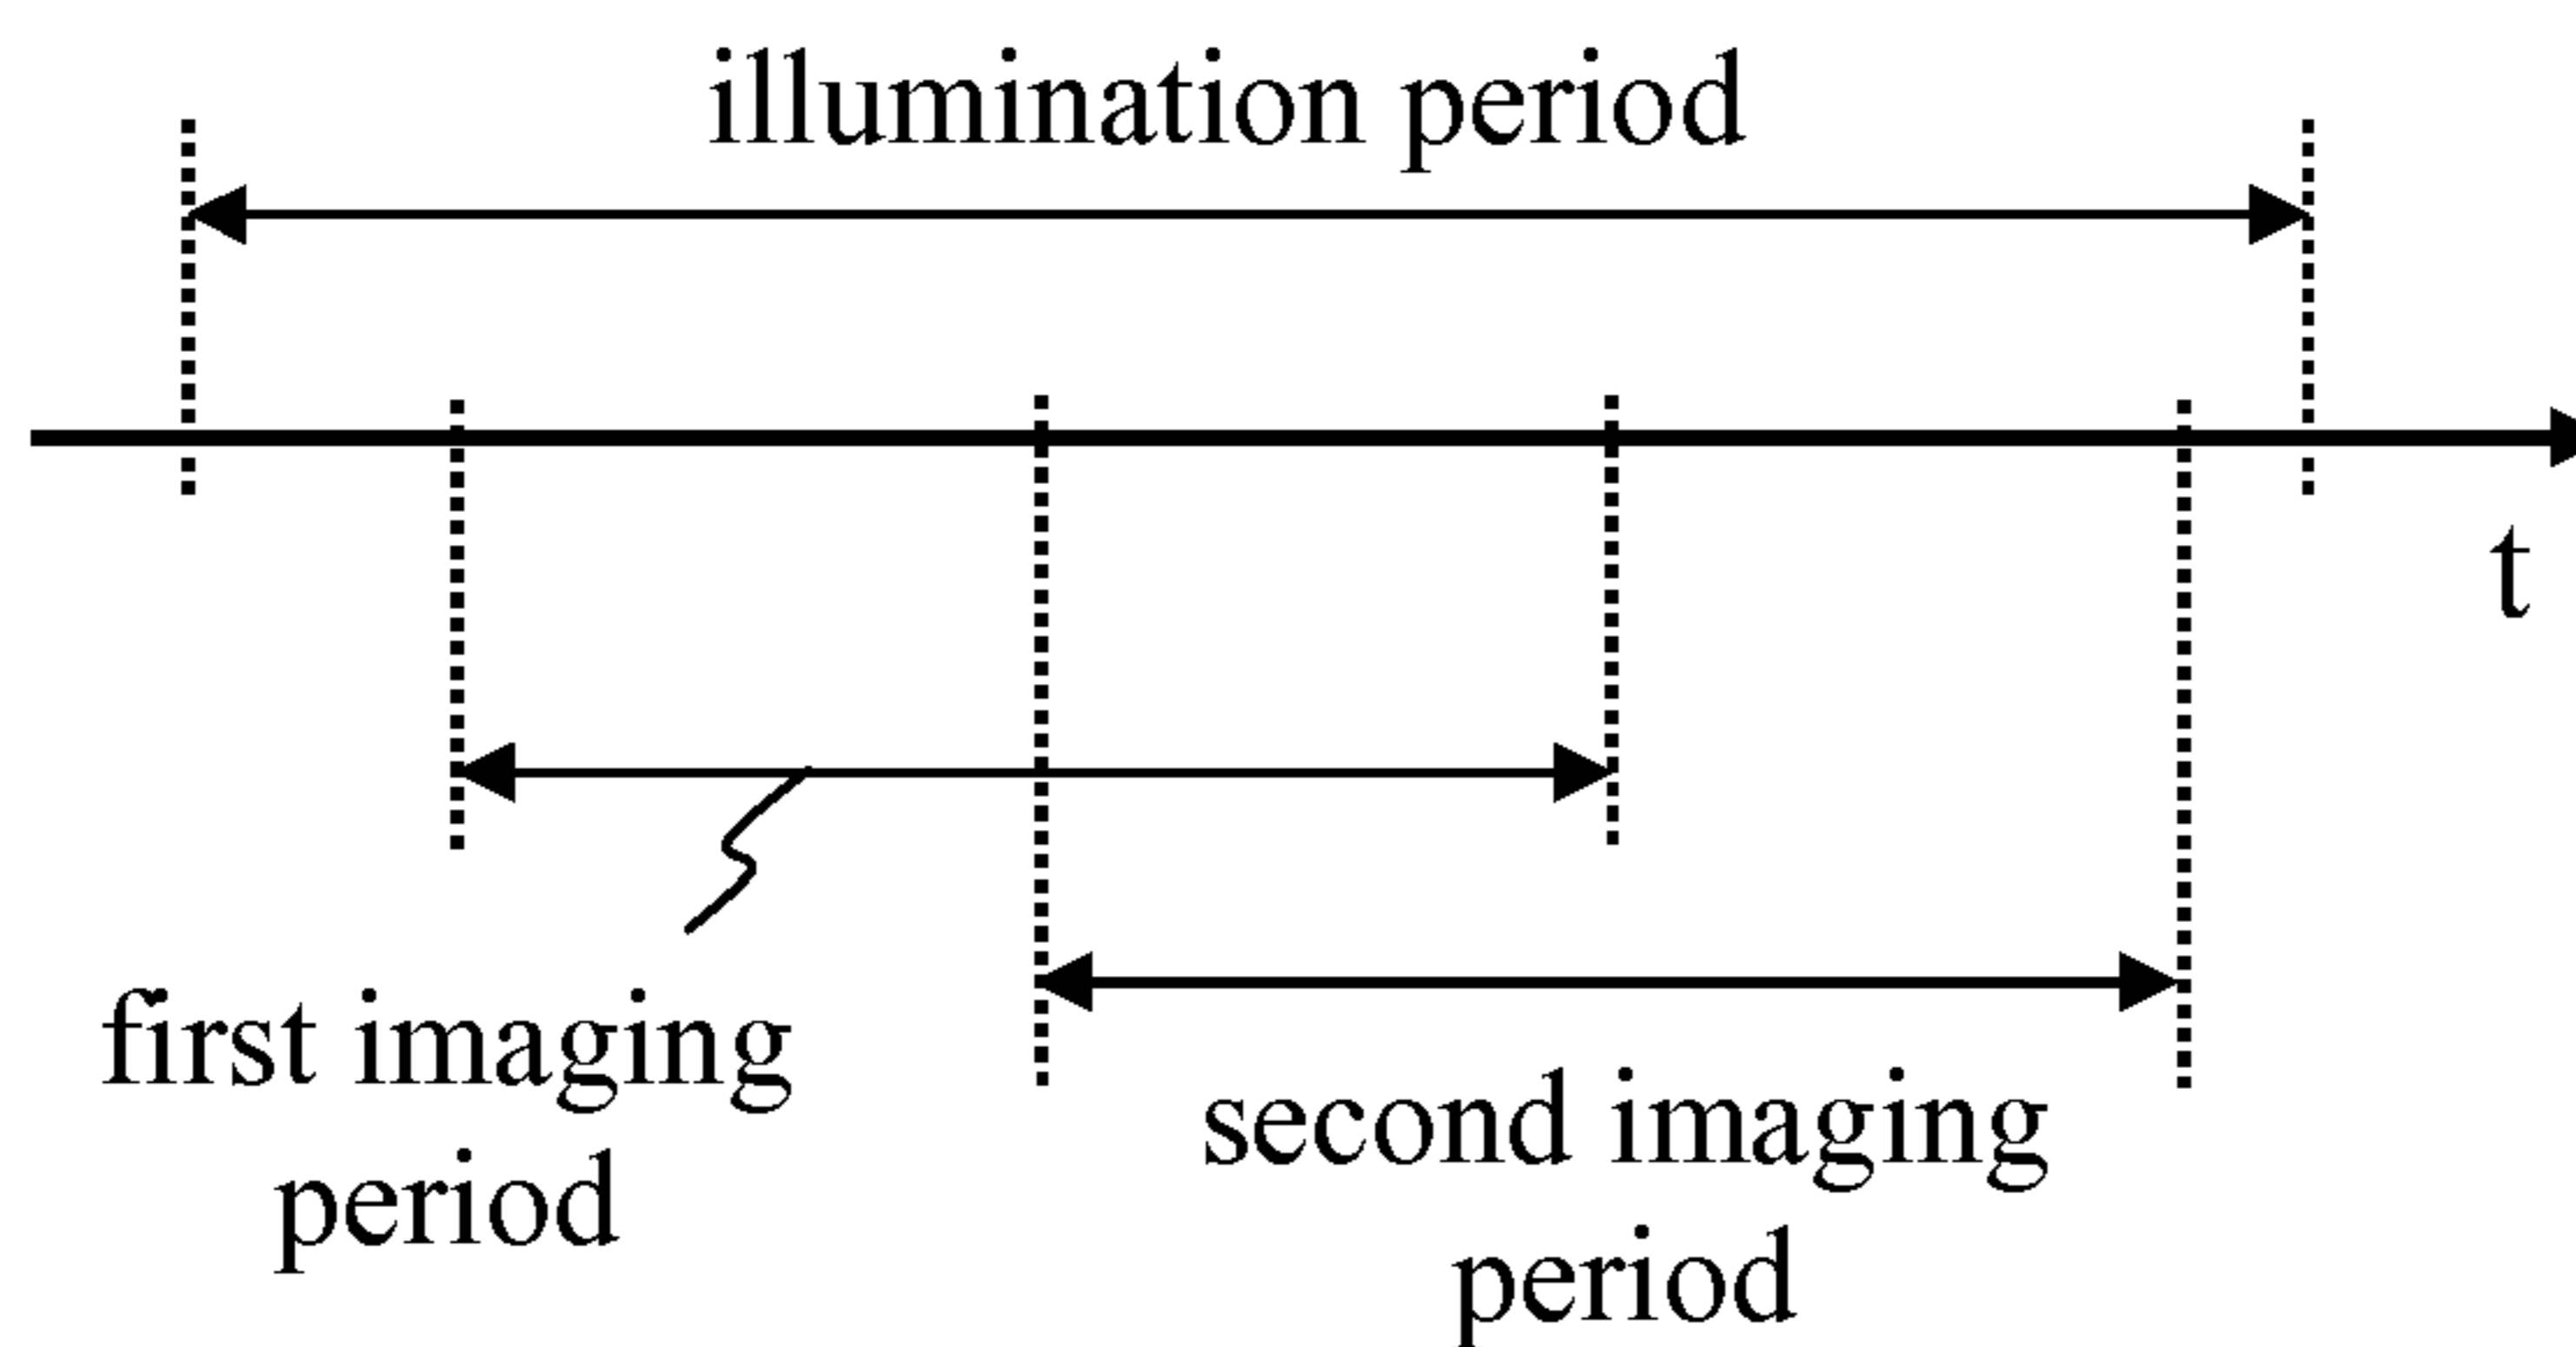 illumination period
t
first imaging
period
second imaging
period